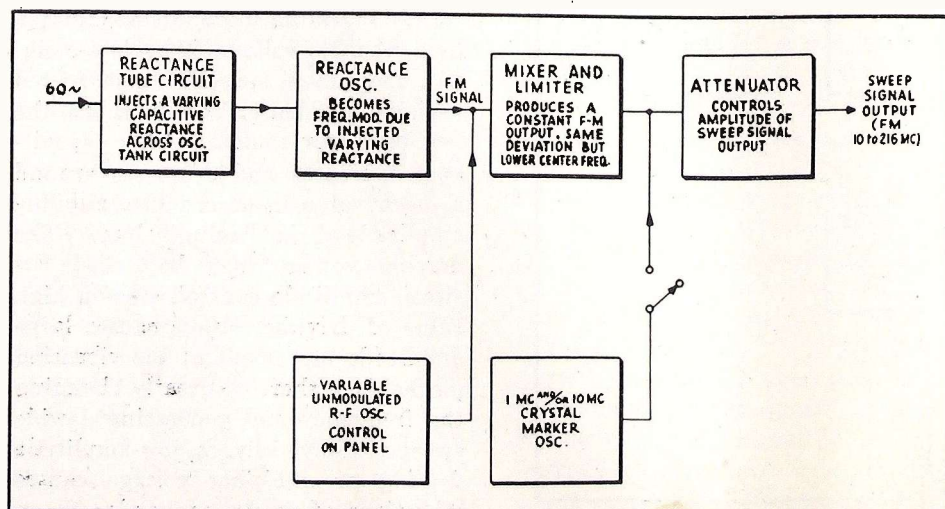 60~
REACTANCE
TUBE CIRCUIT
INJECTS A VARYING
CAPACITIVE
REACTANCE
ACROSS OSC.
TANK CIRCUIT
REACTANCE
OSC.
BECOMES
FREQ.MOD. DUE
TO INJECTED
VARYING
REACTANCE
FM
SIGNAL
MIXER AND
LIMITER
PRODUCES A
CONSTANT F-M
OUTPUT. SAME
DEVIATION BUT
LOWER CENTER FREQ.
ATTENUATOR
CONTROLS
AMPLITUDE OF
SWEEP SIGNAL
OUTPUT
SWEEP
SIGNAL
OUTPUT
(FM
10 to 216 MC)
VARIABLE
UNMODULATED
R-F OSC.
CONTROL
ON PANEL
1 MC AND/OR 10 MC
CRYSTAL
MARKER
OSC.